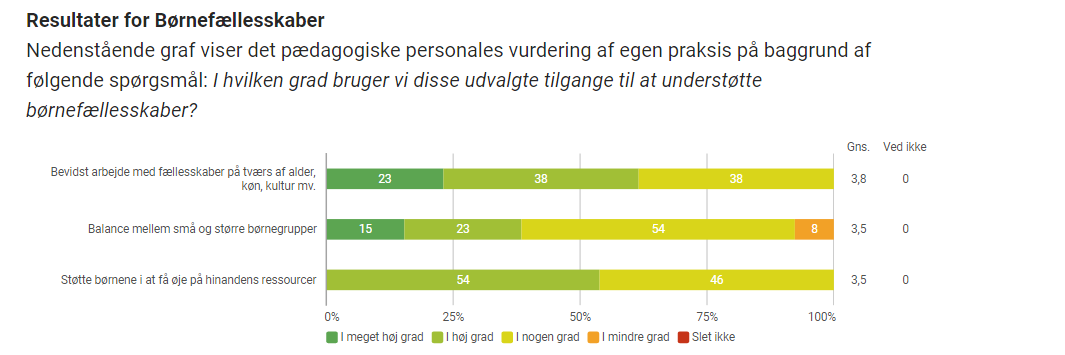 Resultater for Børnefællesskaber
Nedenstående graf viser det pædagogiske personales vurdering af egen praksis på baggrund af
følgende spørgsmål: I hvilken grad bruger vi disse udvalgte tilgange til at understøtte
børnefællesskaber?
Gns. Ved ikke
Bevidst arbejde med fællesskaber på tværs af alder,
køn, kultur mv.
23 38 38 3,8 0
Balance mellem små og større børnegrupper 15 23 54 8 3,5 0
Støtte børnene i at få øje på hinandens ressourcer 54 46 3,5 0
0% 25% 50% 75% 100%
I meget høj grad I høj grad I nogen grad I mindre grad Slet ikke